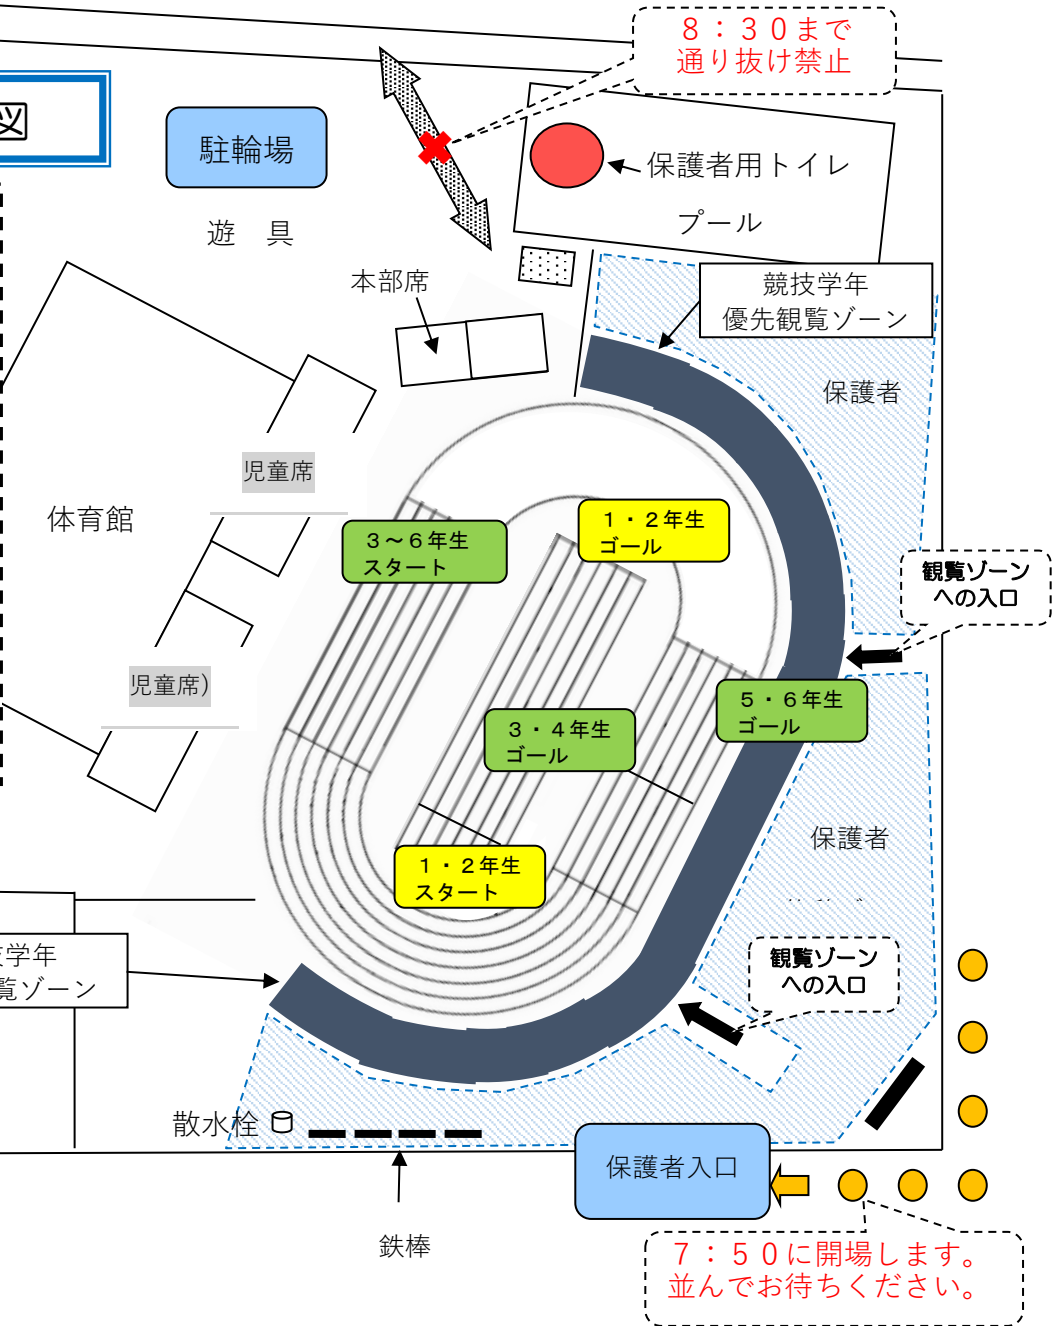 ８：３０まで
通り抜け禁止
図
駐輪場
保護者用トイレ
プール
遊　具
本部席
競技学年
優先観覧ゾーン
保護者
児童席
体育館
３～６年生
スタート
１・２年生
ゴール
観覧ゾーン
への入口
児童席)
５・６年生
ゴール
３・４年生
ゴール
保護者
１・２年生
スタート
学年
覧ゾーン
観覧ゾーン
への入口
散水栓
保護者入口
鉄棒
７：５０に開場します。
並んでお待ちください。